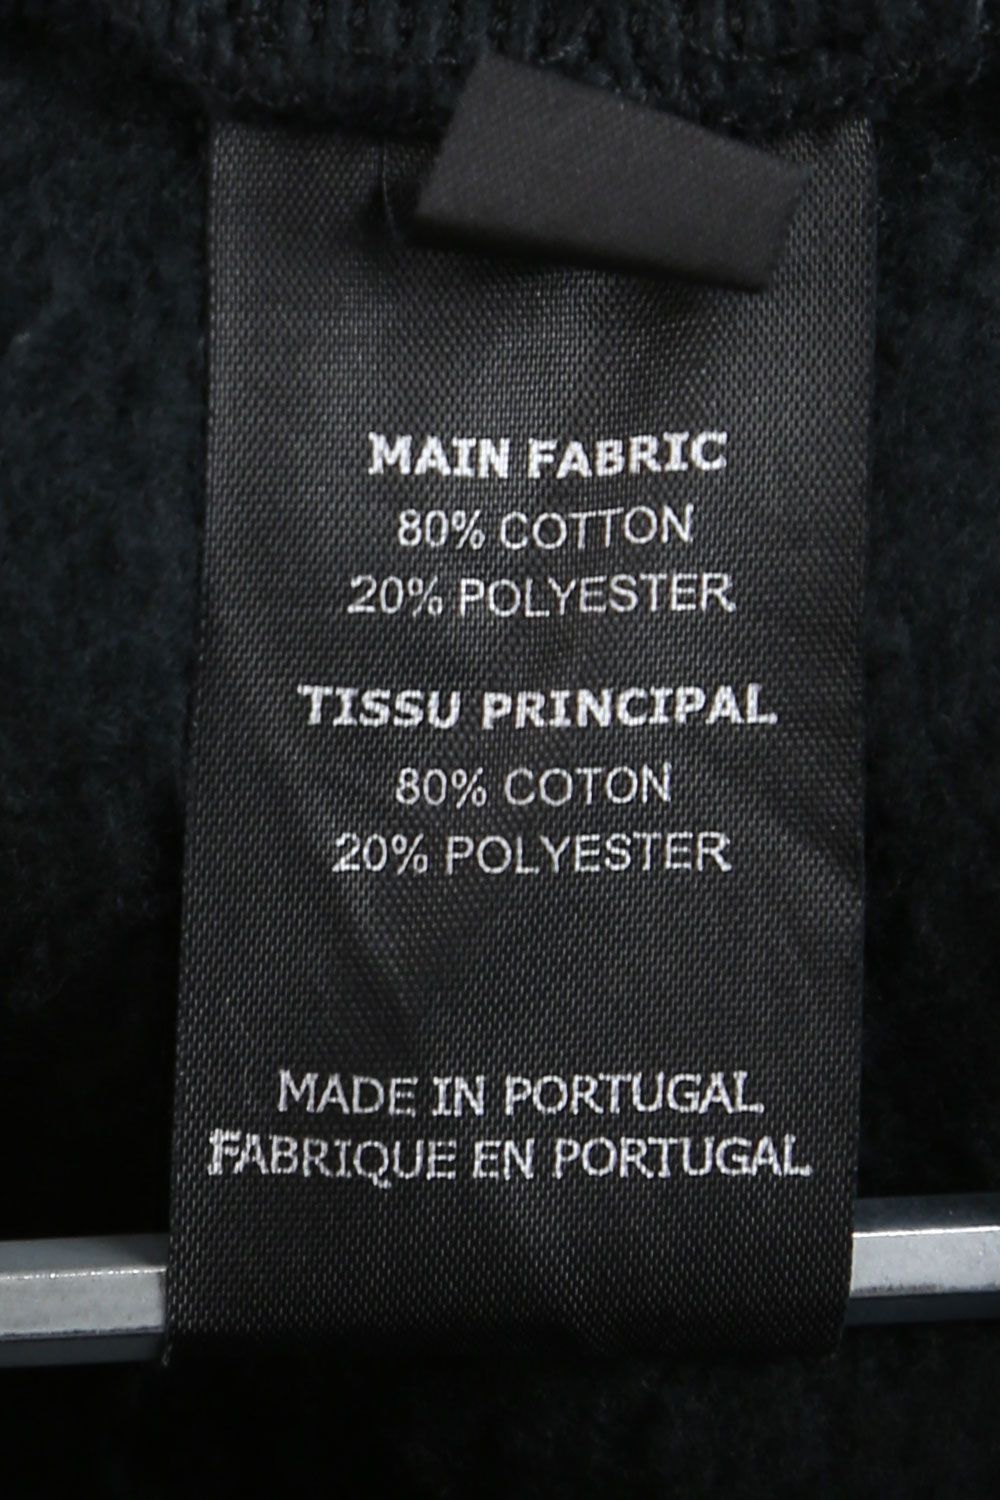 MAIN FABRIC
80% COTTON
20% POLYESTER
TISSU PRINCIPAL
80% COTON
20% POLYESTER
MADE IN PORTUGAL
FABRIQUE EN PORTUGAL